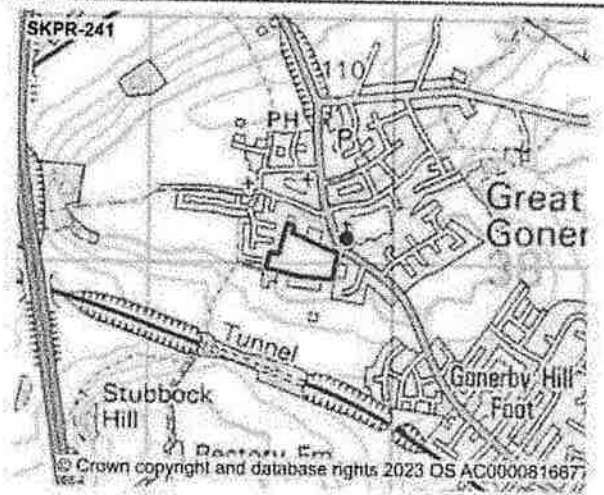 SKPR-241
110
PH
P
Great
Goner
Tunnel
Gonerby Hill
Foot
Stubbock
Hill
© Crown copyright and database rights 2023 OS AC000081667